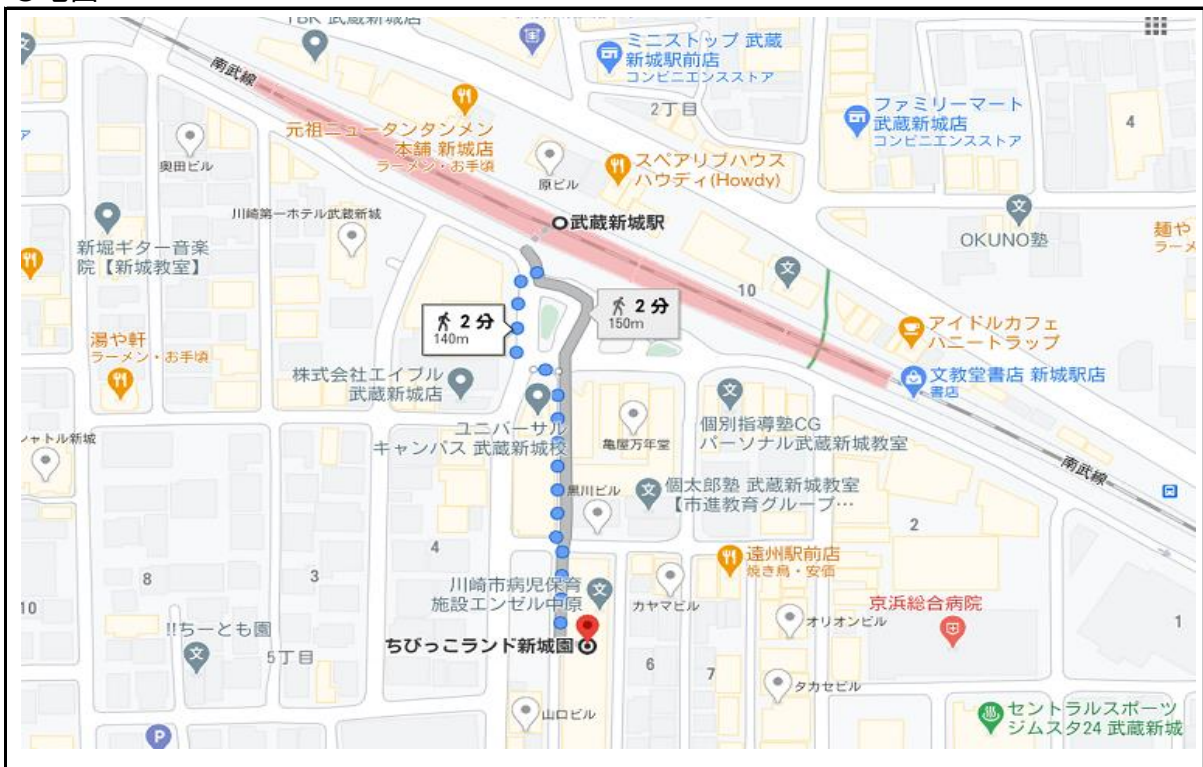 武蔵新城店
ミニストップ 武蔵
新城駅前店
コンビニエンスストア
南武線
2丁目
ファミリーマート
武蔵新城店
コンビニエンスストア
4
元祖ニュータンタンメン
本舗 新城店
ラーメン・お手頃
奥田ビル
原ビル
スペアリブハウス
ハウディ(Howdy)
川崎第一ホテル武蔵新城
武蔵新城駅
OKUNO塾
麺や
ラーメ
新堀ギター音楽
院【新城教室】
10
2 分
140m
2 分
150m
湯や軒
ラーメン・お手頃
アイドルカフェ
ハニートラップ
株式会社エイブル
武蔵新城店
文教堂書店 新城駅店
書店
ユニバーサル
キャンパス 武蔵新城校
亀屋万年堂
個別指導塾CG
パーソナル武蔵新城教室
ャトル新城
南武線
黒川ビル
個太郎塾 武蔵新城教室
【市進教育グループ…
2
4
遠州駅前店
焼き鳥・安価
8
3
川崎市病児保育
施設エンゼル中原
カヤマビル
京浜総合病院
10
オリオンビル
1
!!ちーとも園
5丁目
ちびっこランド新城園
6
7
タカセビル
山口ビル
セントラルスポーツ
ジムスタ24 武蔵新城
P